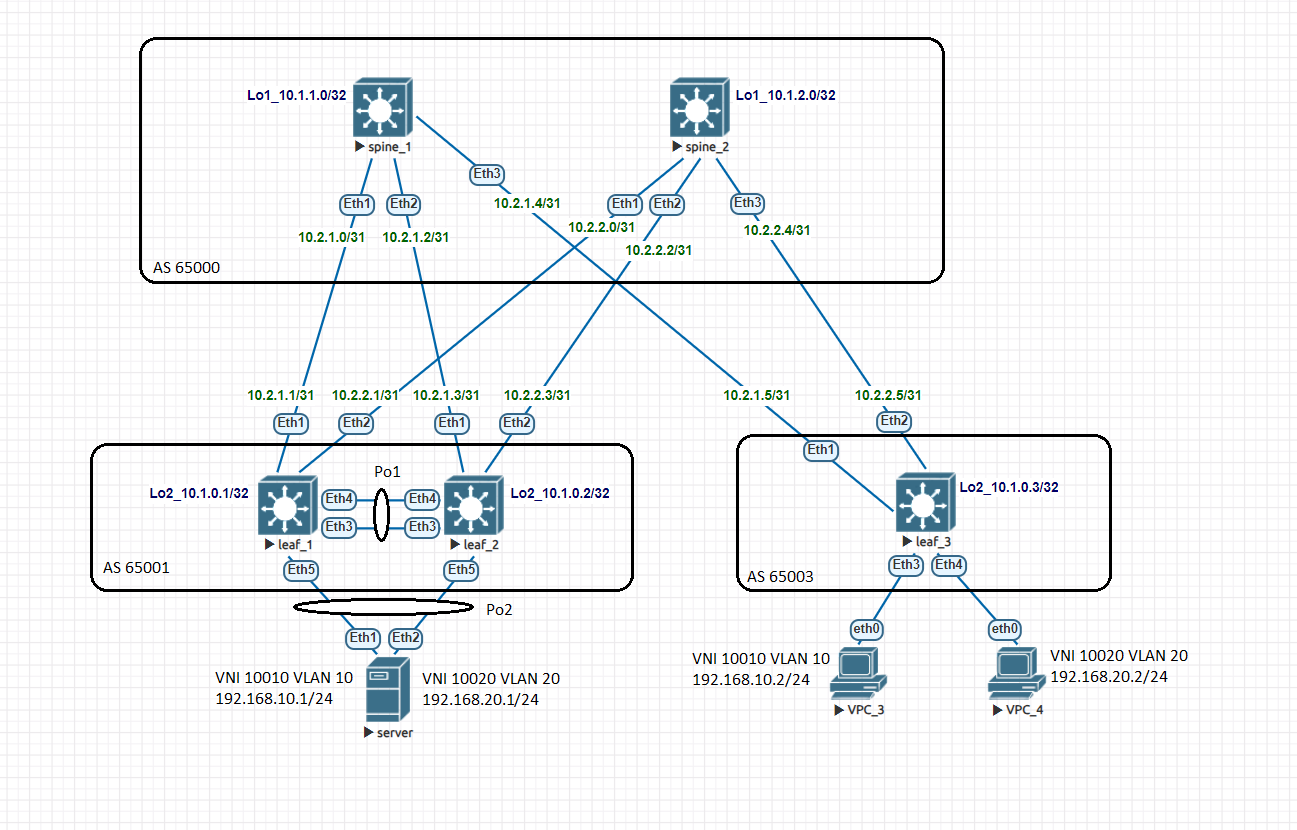 Lo1_10.1.1.0/32
Lo1_10.1.2.0/32
spine_1
spine_2
Eth3
Eth1
Eth2
10.2.1.4/31
Eth1
Eth2
Eth3
10.2.1.0/31
10.2.1.2/31
10.2.2.0/31
10.2.2.2/31
10.2.2.4/31
AS 65000
10.2.1.1/31
10.2.2.1/31
10.2.1.3/31
10.2.2.3/31
10.2.1.5/31
10.2.2.5/31
Eth1
Eth2
Eth1
Eth2
Eth2
Eth1
Po1
Lo2_10.1.0.1/32
Eth4
Eth4
Lo2_10.1.0.2/32
Lo2_10.1.0.3/32
Eth3
Eth3
leaf_1
leaf_2
leaf_3
AS 65001
Eth5
Eth5
Eth3
Eth4
AS 65003
Po2
Eth1
Eth2
eth0
eth0
VNI 10010 VLAN 10
192.168.10.1/24
VNI 10020 VLAN 20
192.168.20.1/24
server
VNI 10010 VLAN 10
192.168.10.2/24
VNI 10020 VLAN 20
192.168.20.2/24
VPC_3
VPC_4